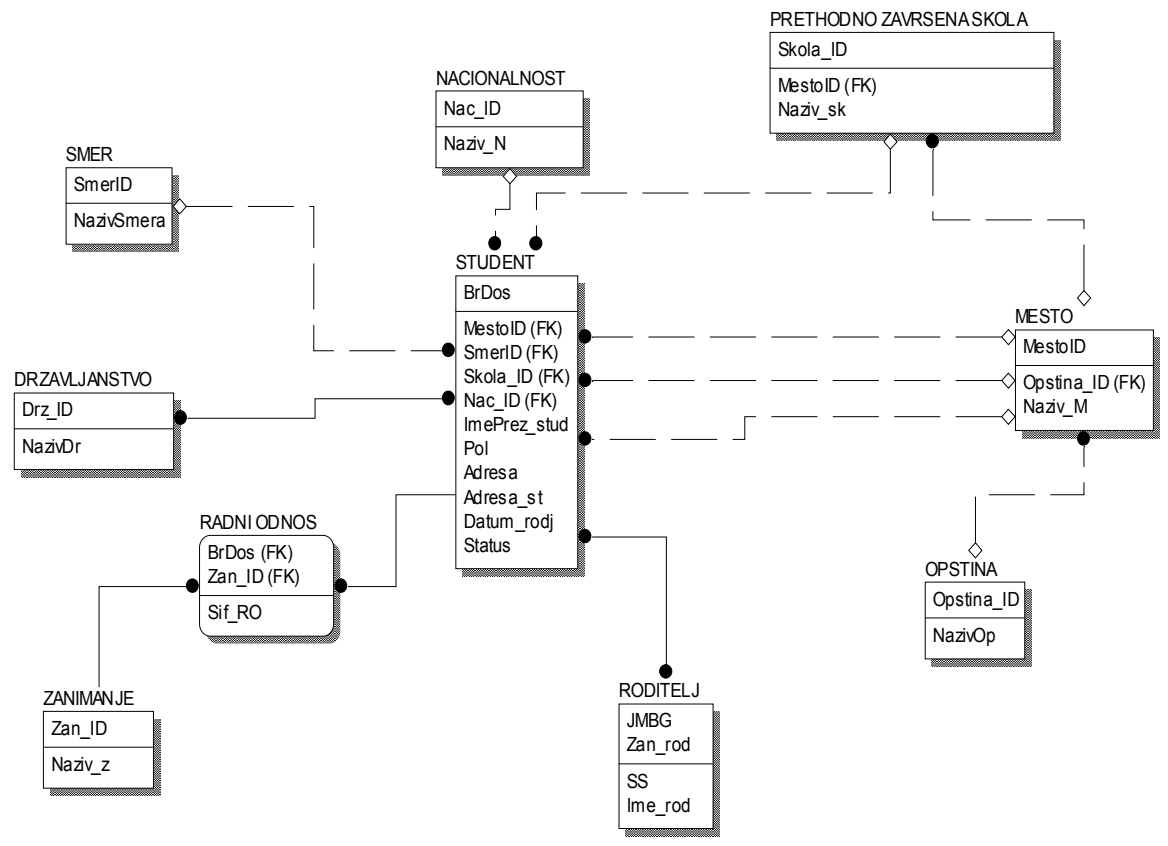 PRETHODNO ZAVRSENA SKOLA
Skola_ID
MestoID (FK)
Naziv_sk
NACIONALNOST
Nac_ID
Naziv_N
SMER
SmerID
NazivSmera
STUDENT
BrDos
MestoID (FK)
SmerID (FK)
Skola_ID (FK)
Nac_ID (FK)
ImePrez_stud
Pol
Adresa
Adresa_st
Datum_rodj
Status
MESTO
MestoID
Opstina_ID (FK)
Naziv_M
DRZAVLJANSTVO
Drz_ID
NazivDr
RADNI ODNOS
BrDos (FK)
Zan_ID (FK)
Sif_RO
OPSTINA
Opstina_ID
NazivOp
ZANIMANJE
Zan_ID
Naziv_z
RODITELJ
JMBG
Zan_rod
SS
Ime_rod